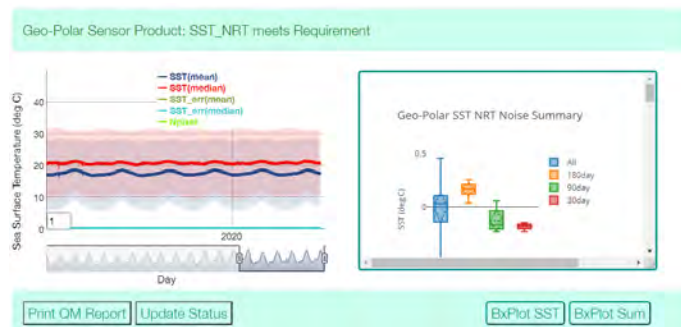 Geo-Polar Sensor Product: SST_NRT meets Requirement
SST(mean)
SST(median)
SST_err(mean)
SST_err(median)
Sea Surface Temperature (deg C)
40
30
20
10
0
1
2020
Day
Geo-Polar SST NRT Noise Summary
0.5
0
SST (deg C)
All
180day
90day
30day
Print QM Report
Update Status
BxPlot SST
BxPlot Sum